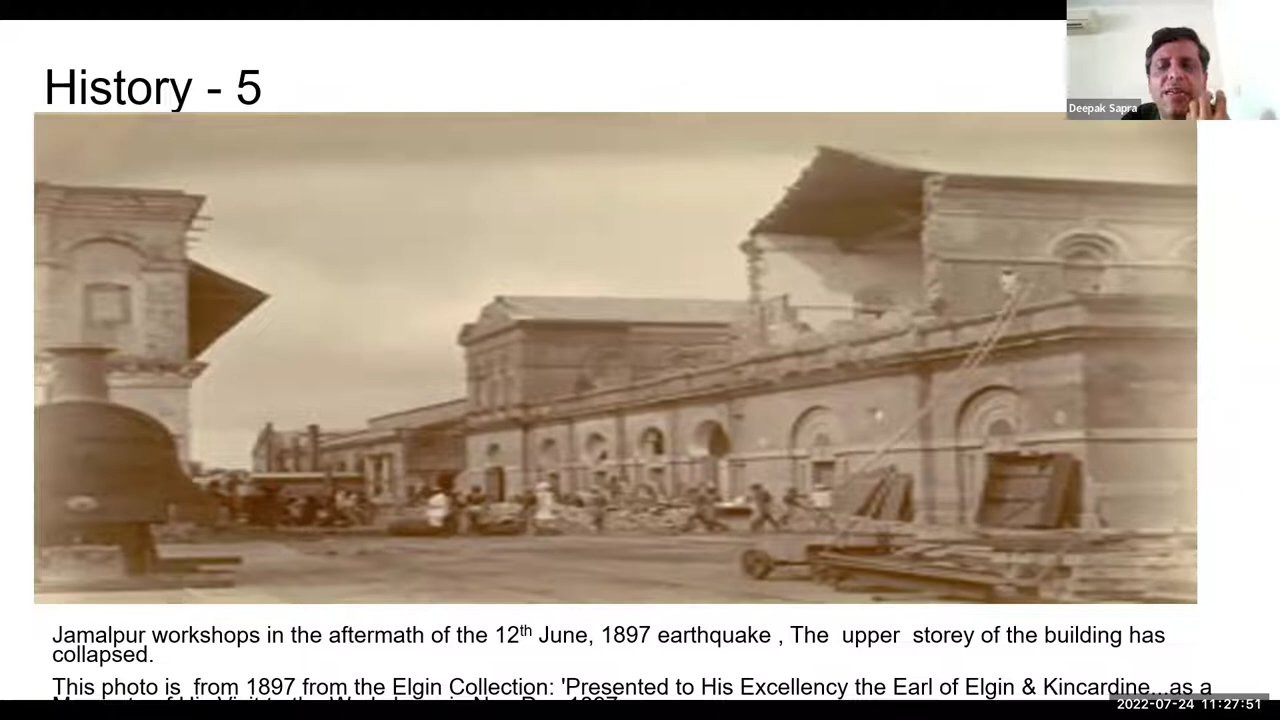 History - 5
Deepak Sapra
Jamalpur workshops in the aftermath of the 12th June, 1897 earthquake , The upper storey of the building has
collapsed.
This photo is from 1897 from the Elgin Collection: 'Presented to His Excellency the Earl of Elgin & Kincardine...as a
2022-07-24 11:27:51